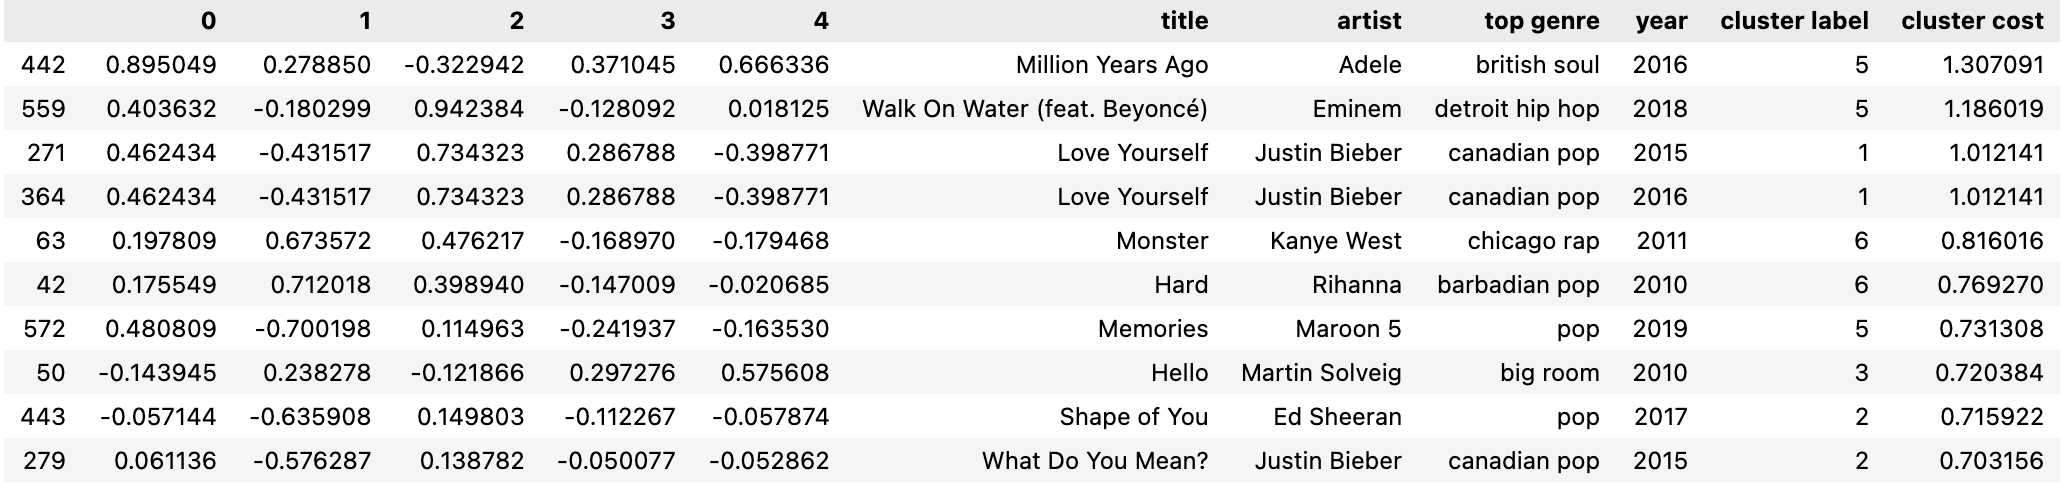 0 1 2 3 4 title artist top genre year cluster label cluster cost
442 0.895049 0.278850 -0.322942 0.371045 0.666336 Million Years Ago Adele british soul 2016 5 1.307091
559 0.403632 -0.180299 0.942384 -0.128092 0.018125 Walk On Water (feat. Beyoncé) Eminem detroit hip hop 2018 5 1.186019
271 0.462434 -0.431517 0.734323 0.286788 -0.398771 Love Yourself Justin Bieber canadian pop 2015 1 1.012141
364 0.462434 -0.431517 0.734323 0.286788 -0.398771 Love Yourself Justin Bieber canadian pop 2016 1 1.012141
63 0.197809 0.673572 0.476217 -0.168970 -0.179468 Monster Kanye West chicago rap 2011 6 0.816016
42 0.175549 0.712018 0.398940 -0.147009 -0.020685 Hard Rihanna barbadian pop 2010 6 0.769270
572 0.480809 -0.700198 0.114963 -0.241937 -0.163530 Memories Maroon 5 pop 2019 5 0.731308
50 -0.143945 0.238278 -0.121866 0.297276 0.575608 Hello Martin Solveig big room 2010 3 0.720384
443 -0.057144 -0.635908 0.149803 -0.112267 -0.057874 Shape of You Ed Sheeran pop 2017 2 0.715922
279 0.061136 -0.576287 0.138782 -0.050077 -0.052862 What Do You Mean? Justin Bieber canadian pop 2015 2 0.703156